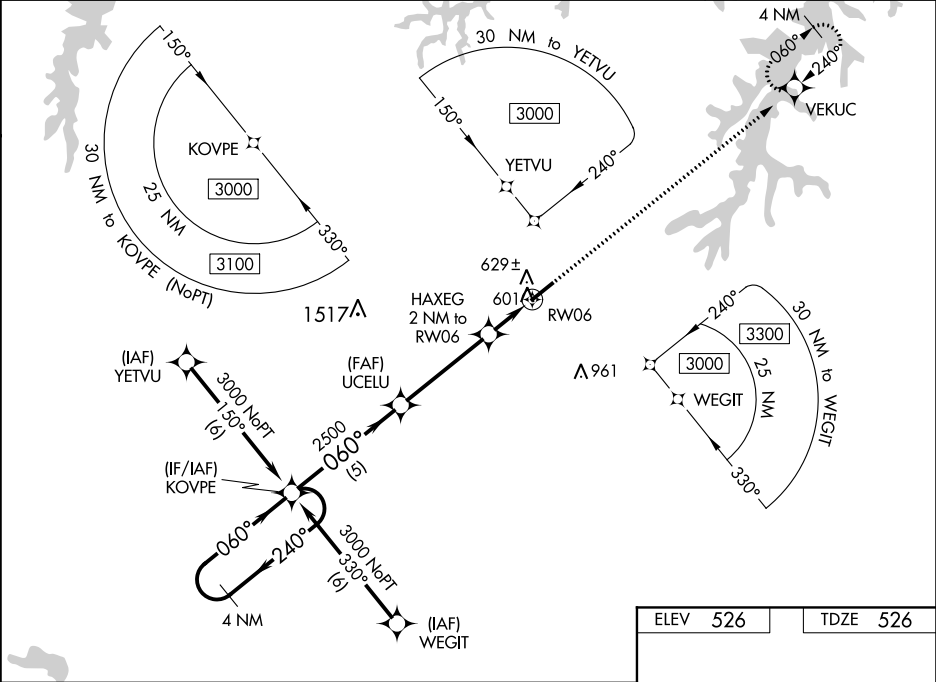 150°
KOVPE
3000
25 NM
330°
3100
30 NM to KOVPE (NoPT)
30 NM to YETVU
3000
150°
YETVU
240°
4 NM
060°
240°
VEKUC
629±
601
RW06
HAXEG
2 NM to
RW06
1517
(FAF)
UCELU
961
240°
3300
3000
25 NM
30 NM to WEGIT
WEGIT
330°
(IAF)
YETVU
3000 NoPT
150°
(6)
2500
060°
(5)
(IF/IAF)
KOVPE
060°
240°
4 NM
3000 NoPT
330°
(6)
(IAF)
WEGIT
ELEV 526
TDZE 526